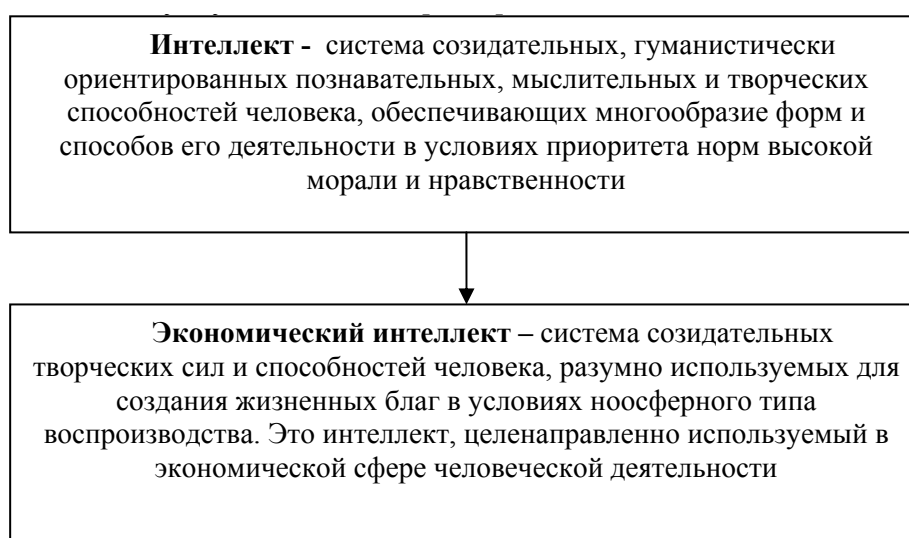 Интеллект - система созидательных, гуманистически
ориентированных познавательных, мыслительных и творческих
способностей человека, обеспечивающих многообразие форм и
способов его деятельности в условиях приоритета норм высокой
морали и нравственности
Экономический интеллект – система созидательных
творческих сил и способностей человека, разумно используемых для
создания жизненных благ в условиях ноосферного типа
воспроизводства. Это интеллект, целенаправленно используемый в
экономической сфере человеческой деятельности